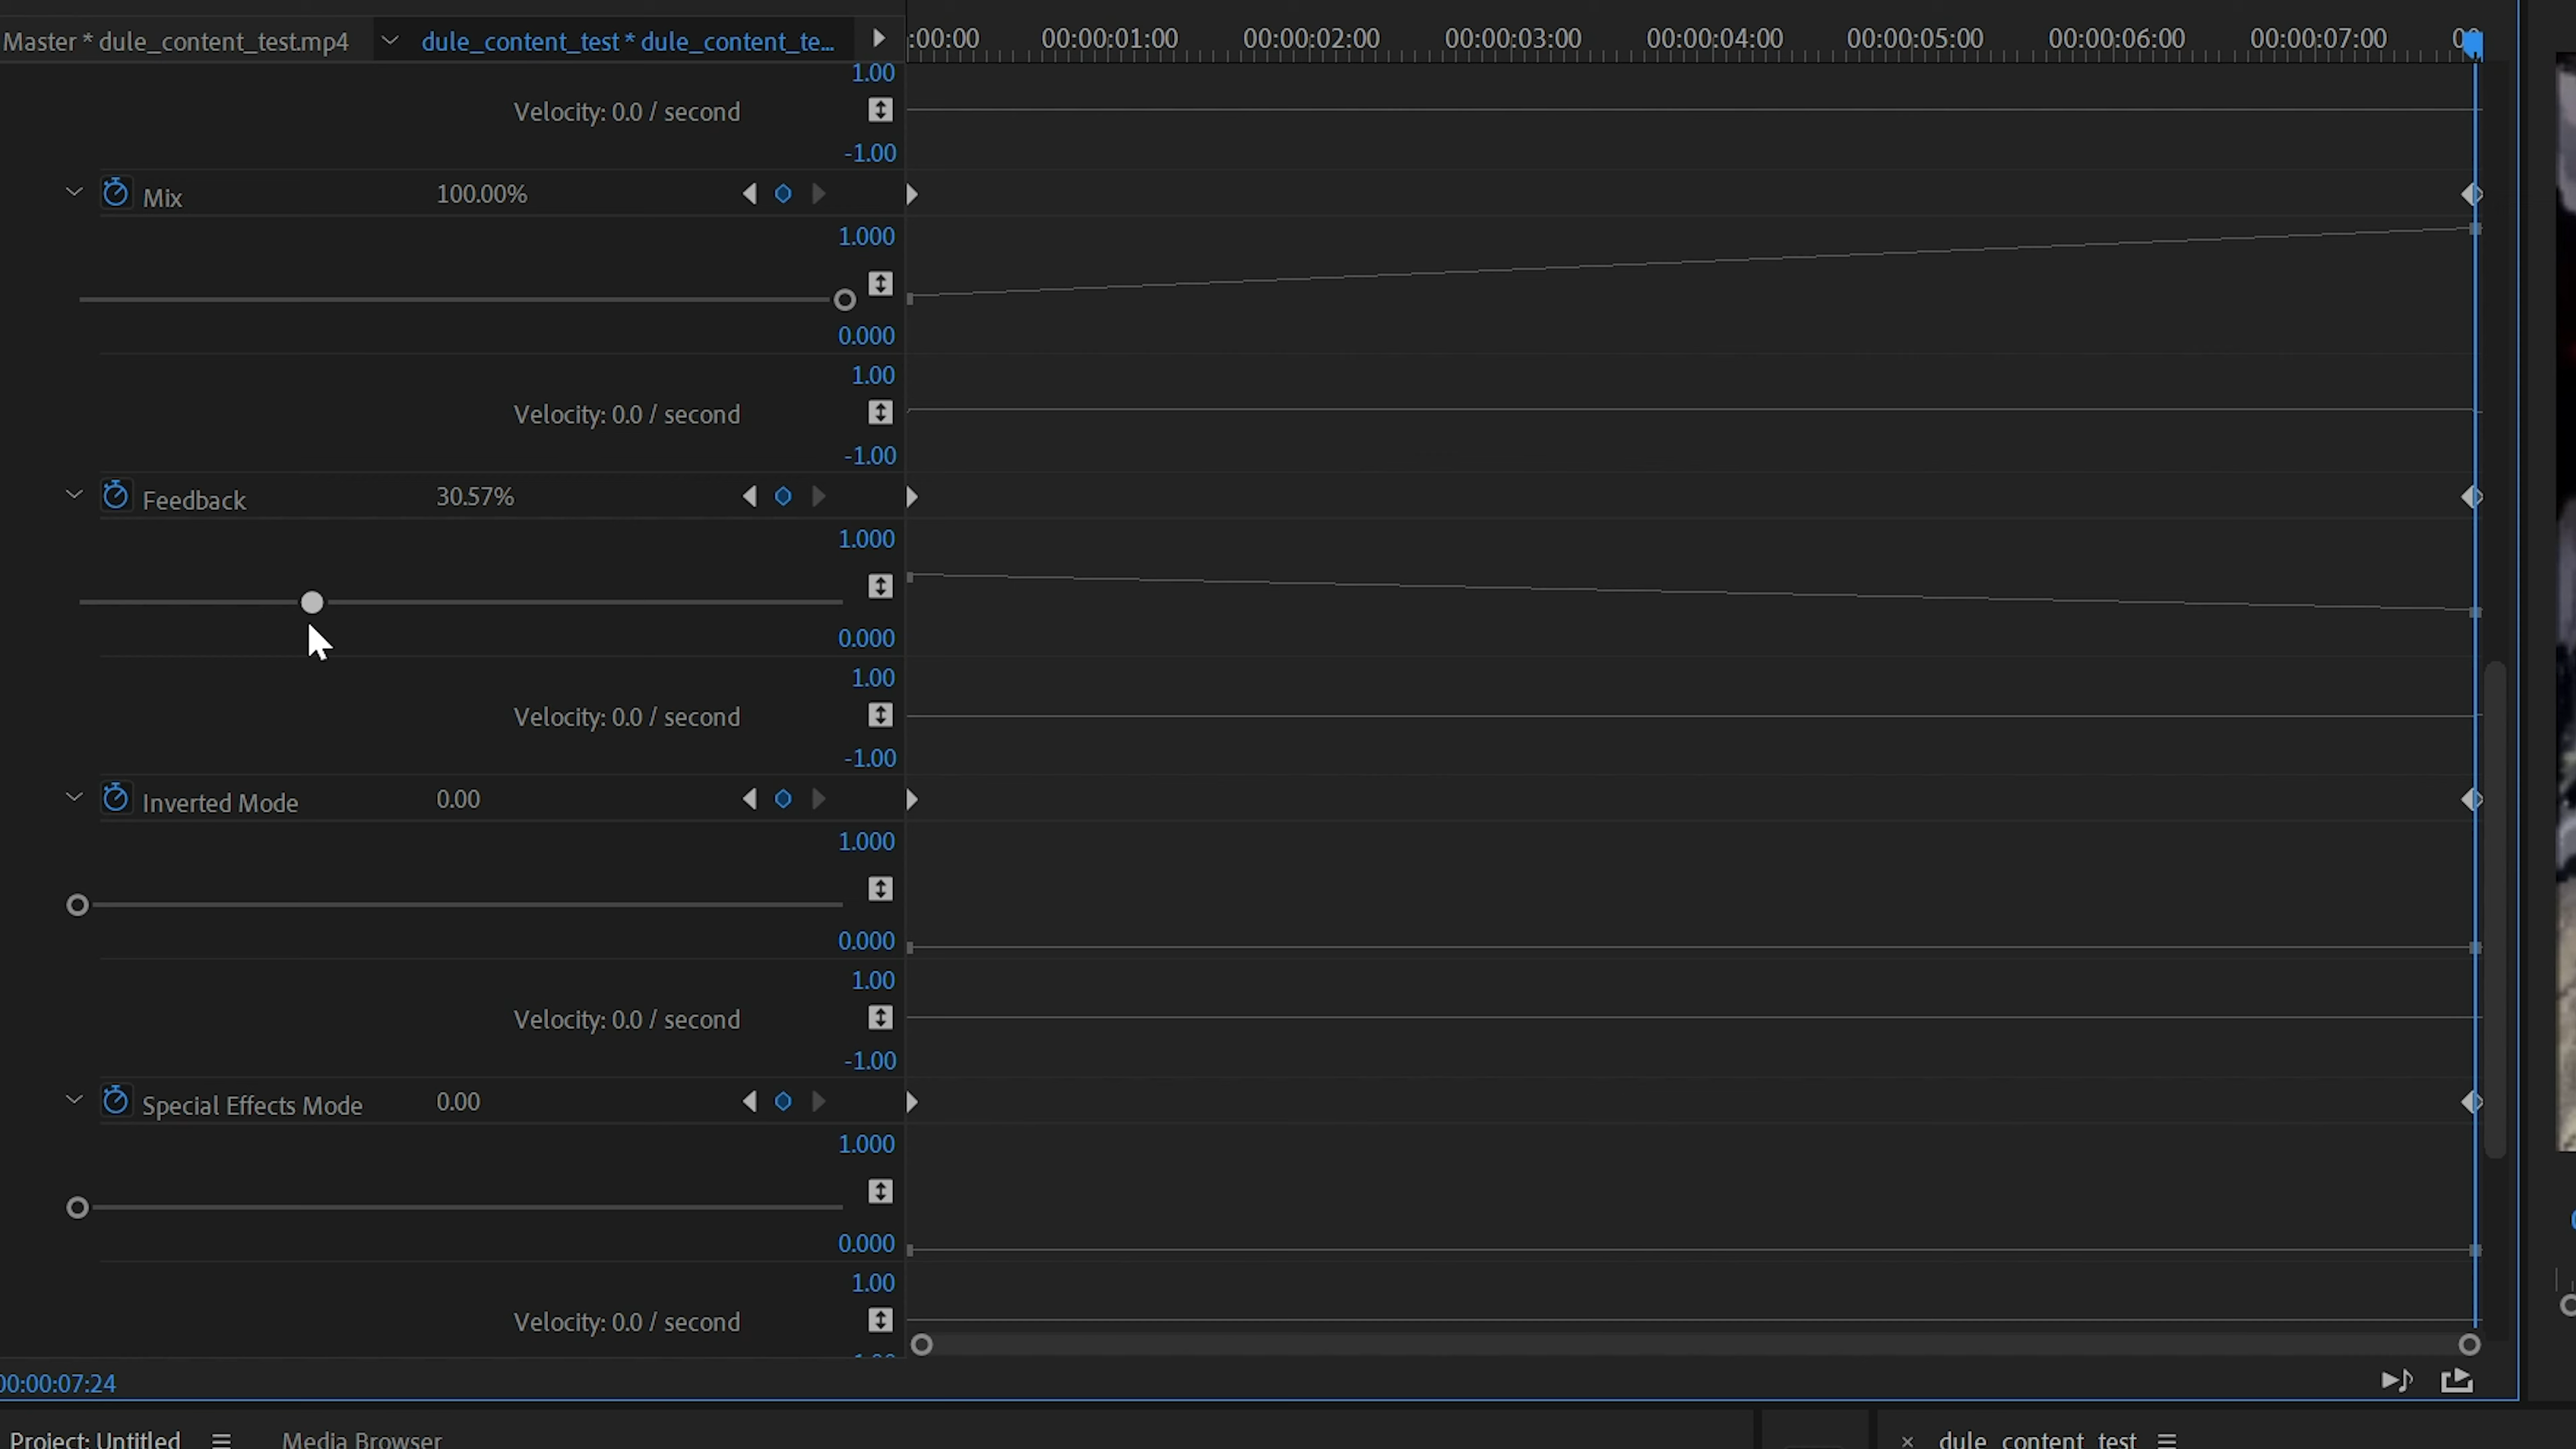 Master * dule_content_test.mp4 dule_content_test * dule_content_te... :00:00 00:00:01:00 00:00:02:00 00:00:03:00 00:00:04:00 00:00:05:00 00:00:06:00 00:00:07:00
1.00
Velocity: 0.0 / second
-1.00
Mix 100.00%
1.000
0.000
1.00
Velocity: 0.0 / second
-1.00
Feedback 30.57%
1.000
0.000
1.00
Velocity: 0.0 / second
-1.00
Inverted Mode 0.00
1.000
0.000
1.00
Velocity: 0.0 / second
-1.00
Special Effects Mode 0.00
1.000
0.000
1.00
Velocity: 0.0 / second
00:00:07:24
Project: Untitled Media Browser dule_content_test